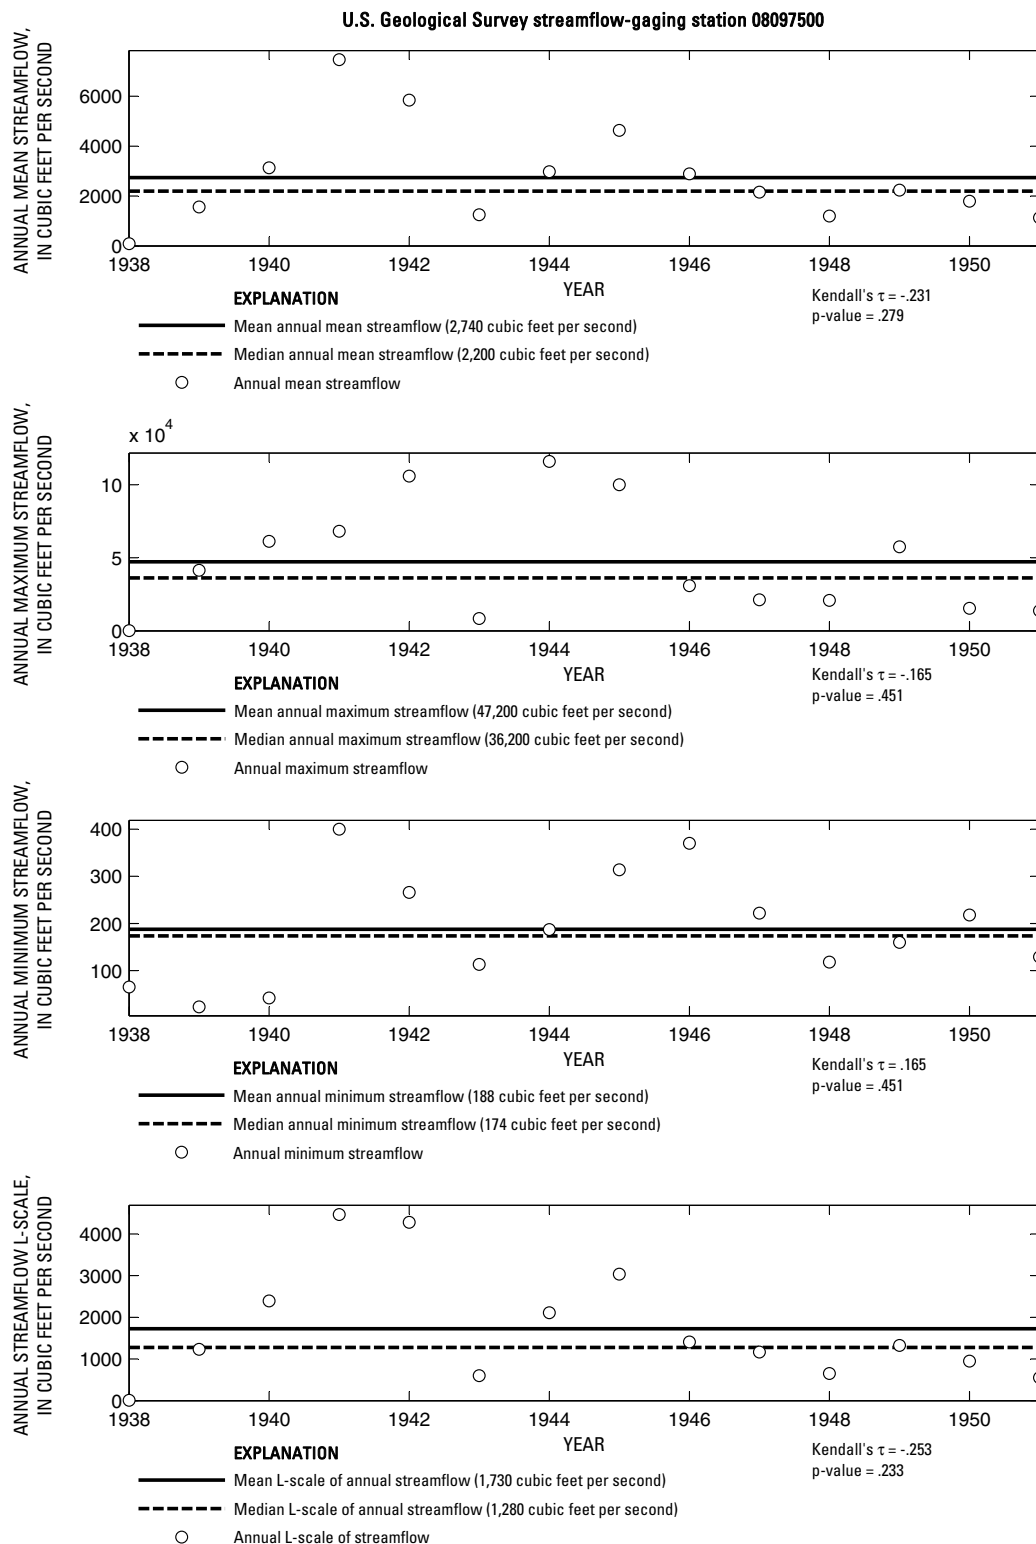 U.S. Geological Survey streamflow-gaging station 08097500
ANNUAL MEAN STREAMFLOW,
IN CUBIC FEET PER SECOND
6000
4000
2000
0
1938 1940 1942 1944 1946 1948 1950
YEAR
Kendall's τ = -.231
p-value = .279
EXPLANATION
Mean annual mean streamflow (2,740 cubic feet per second)
Median annual mean streamflow (2,200 cubic feet per second)
Annual mean streamflow
ANNUAL MAXIMUM STREAMFLOW,
IN CUBIC FEET PER SECOND
x 10^4
10
5
0
1938 1940 1942 1944 1946 1948 1950
YEAR
Kendall's τ = -.165
p-value = .451
EXPLANATION
Mean annual maximum streamflow (47,200 cubic feet per second)
Median annual maximum streamflow (36,200 cubic feet per second)
Annual maximum streamflow
ANNUAL MINIMUM STREAMFLOW,
IN CUBIC FEET PER SECOND
400
300
200
100
1938 1940 1942 1944 1946 1948 1950
YEAR
Kendall's τ = .165
p-value = .451
EXPLANATION
Mean annual minimum streamflow (188 cubic feet per second)
Median annual minimum streamflow (174 cubic feet per second)
Annual minimum streamflow
ANNUAL STREAMFLOW L-SCALE,
IN CUBIC FEET PER SECOND
4000
3000
2000
1000
0
1938 1940 1942 1944 1946 1948 1950
YEAR
Kendall's τ = -.253
p-value = .233
EXPLANATION
Mean L-scale of annual streamflow (1,730 cubic feet per second)
Median L-scale of annual streamflow (1,280 cubic feet per second)
Annual L-scale of streamflow